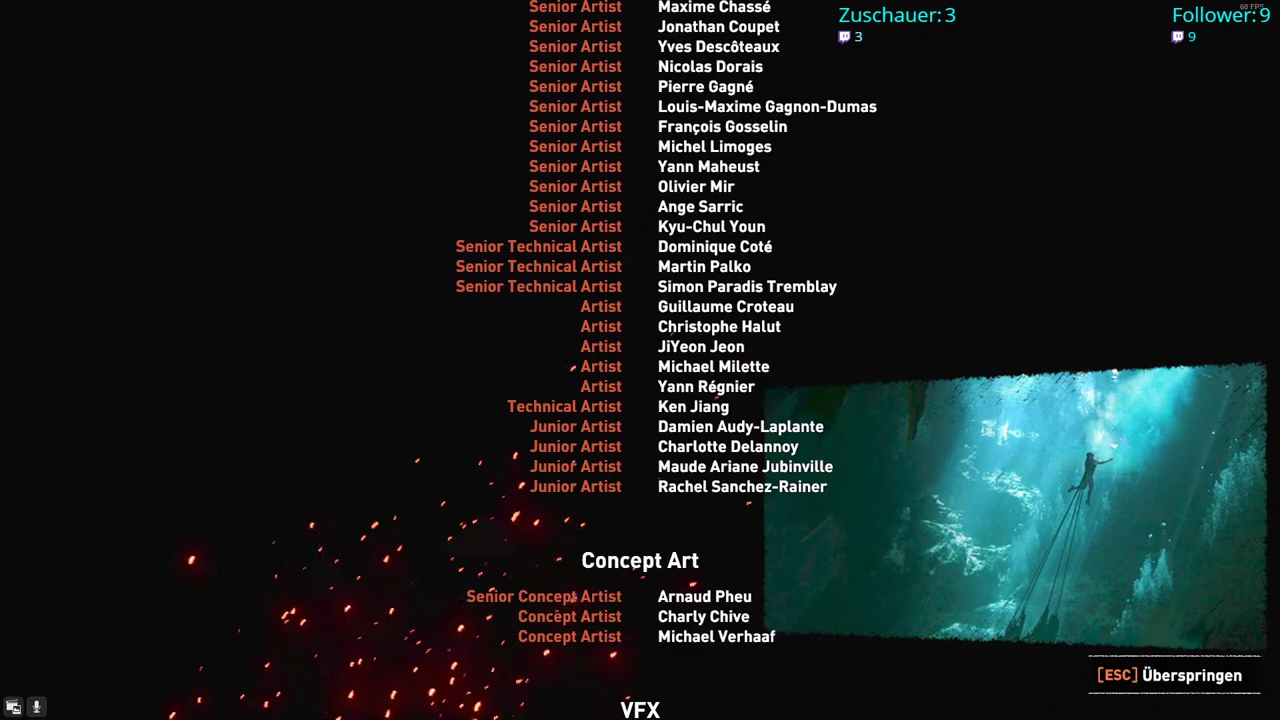 Senior Artist Maxime Chassé
Zuschauer: 3
Follower: 9
60 FPS
3
9
Senior Artist Jonathan Coupet
Senior Artist Yves Descôteaux
Senior Artist Nicolas Dorais
Senior Artist Pierre Gagné
Senior Artist Louis-Maxime Gagnon-Dumas
Senior Artist François Gosselin
Senior Artist Michel Limoges
Senior Artist Yann Maheust
Senior Artist Olivier Mir
Senior Artist Ange Sarric
Senior Artist Kyu-Chul Youn
Senior Technical Artist Dominique Coté
Senior Technical Artist Martin Palko
Senior Technical Artist Simon Paradis Tremblay
Artist Guillaume Croteau
Artist Christophe Halut
Artist JiYeon Jeon
Artist Michael Milette
Artist Yann Régnier
Technical Artist Ken Jiang
Junior Artist Damien Audy-Laplante
Junior Artist Charlotte Delannoy
Junior Artist Maude Ariane Jubinville
Junior Artist Rachel Sanchez-Rainer
Concept Art
Senior Concept Artist Arnaud Pheu
Concept Artist Charly Chive
Concept Artist Michael Verhaaf
[ESC] Überspringen
VFX